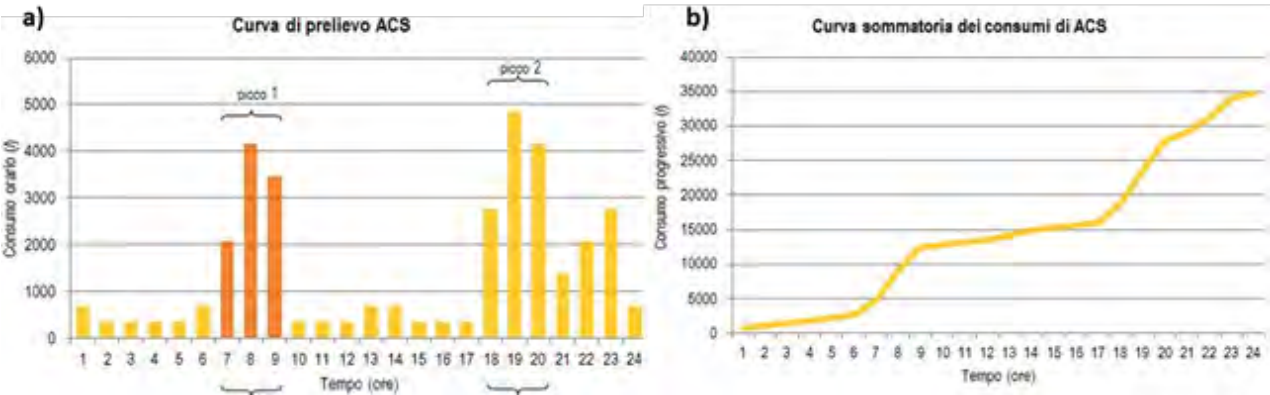 a)
Curva di prelievo ACS
6000
5000
4000
3000
2000
1000
0
Consumo orario (l)
picco 1
picco 2
1 2 3 4 5 6 7 8 9 10 11 12 13 14 15 16 17 18 19 20 21 22 23 24
Tempo (ore)
b)
Curva sommatoria dei consumi di ACS
40000
35000
30000
25000
20000
15000
10000
5000
0
Consumo progressivo (l)
1 2 3 4 5 6 7 8 9 10 11 12 13 14 15 16 17 18 19 20 21 22 23 24
Tempo (ore)